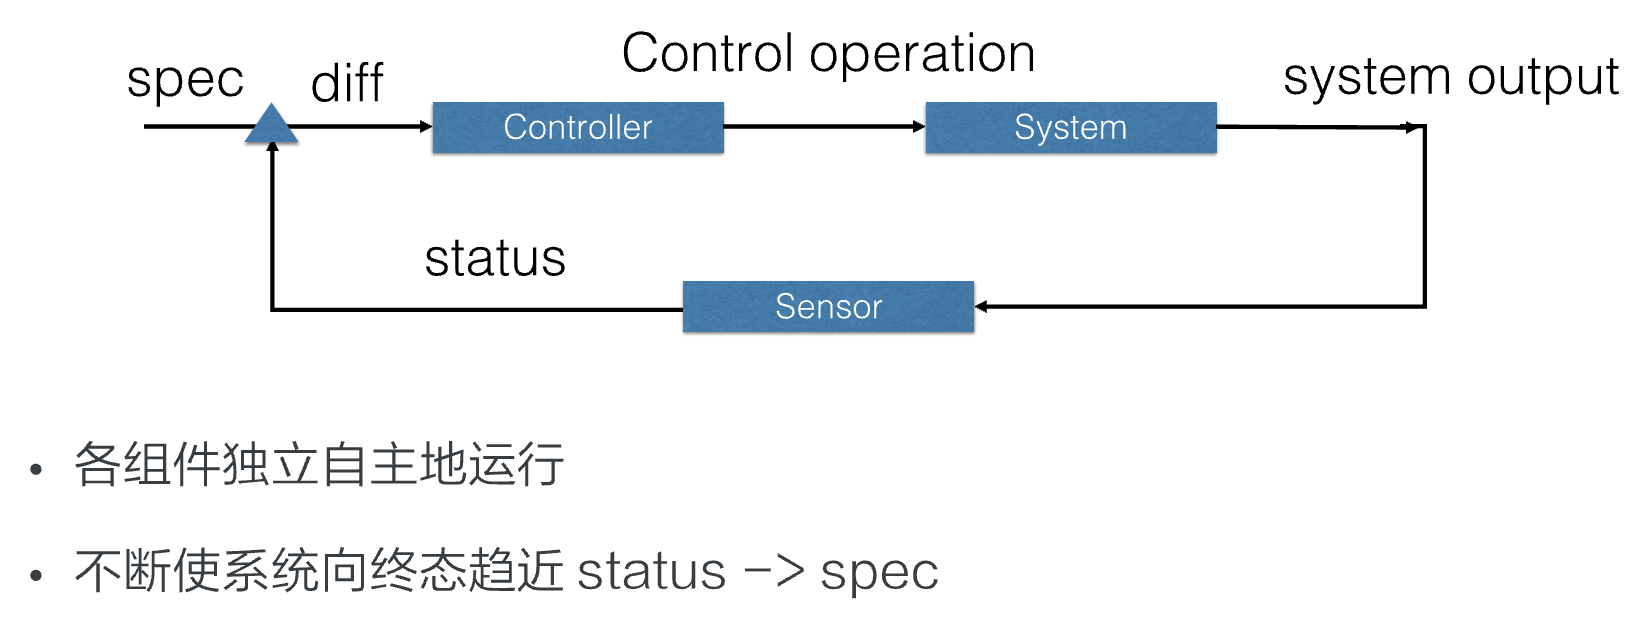 Control operation
spec
diff
system output
Controller
System
status
Sensor
• 各组件独立自主地运行
• 不断使系统向终态趋近 status -> spec